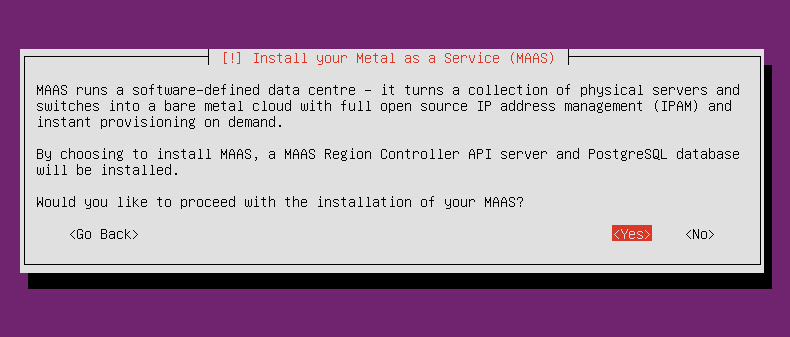 [!] Install your Metal as a Service (MAAS)
MAAS runs a software-defined data centre - it turns a collection of physical servers and
switches into a bare metal cloud with full open source IP address management (IPAM) and
instant provisioning on demand.
By choosing to install MAAS, a MAAS Region Controller API server and PostgreSQL database
will be installed.
Would you like to proceed with the installation of your MAAS?
<Go Back> <Yes> <No>